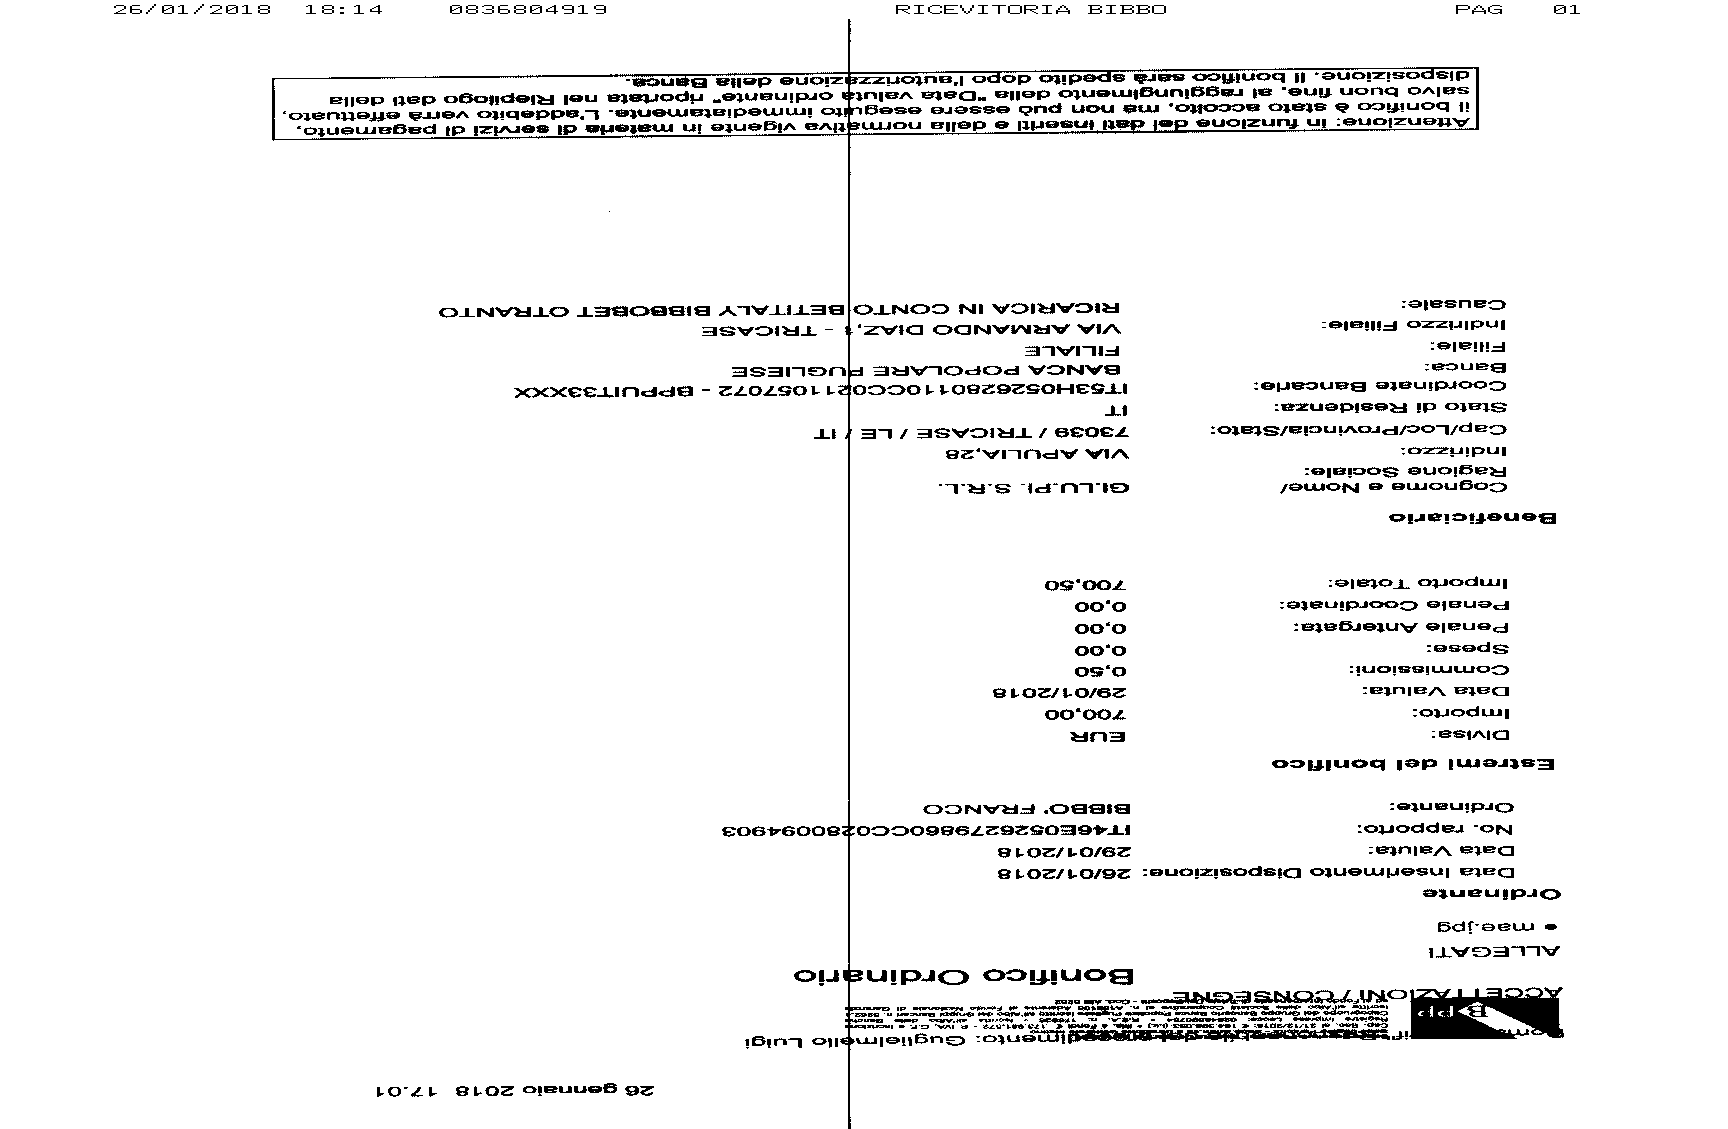 26/01/2018 18:14 0836804919 RICEVITORIA BIBBO PAG 01
26 gennaio 2018 17.01
dimento: Guglielmello Luigi
BPP
ACCETTAZIONI / CONSEGNE
Bonifico Ordinario
ALLEGATI
• mae.jpg
Ordinante
Data Inserimento Disposizione: 26/01/2018
Data Valuta: 29/01/2018
No. rapporto: IT46E0526279860CC0280094903
Ordinante: BIBBO' FRANCO
Estremi del bonifico
Divisa: EUR
Importo: 700,00
Data Valuta: 29/01/2018
Commissioni: 0,50
Spese: 0,00
Penale Antergata: 0,00
Penale Coordinate: 0,00
Importo Totale: 700,50
Beneficiario
Cognome e Nome/ GI.LU.PI. S.R.L.
Ragione Sociale:
Indirizzo: VIA APULIA,28
Cap/Loc/Provincia/Stato: 73039 / TRICASE / LE / IT
Stato di Residenza: IT
Coordinate Bancarie: IT53H0526280110CC0211057072 - BPPUIT33XXX
Banca: BANCA POPOLARE PUGLIESE
Filiale: FILIALE
Indirizzo Filiale: VIA ARMANDO DIAZ,1 - TRICASE
Causale: RICARICA IN CONTO BETITALY BIBBOBET OTRANTO
Attenzione: in funzione dei dati inseriti e della normativa vigente in materia di servizi di pagamento,
il bonifico è stato accolto, ma non può essere eseguito immediatamente. L'addebito verrà effettuato,
salvo buon fine, al raggiungimento della "Data valuta ordinante" riportata nel Riepilogo dati della
disposizione. Il bonifico sarà spedito dopo l'autorizzazione della Banca.